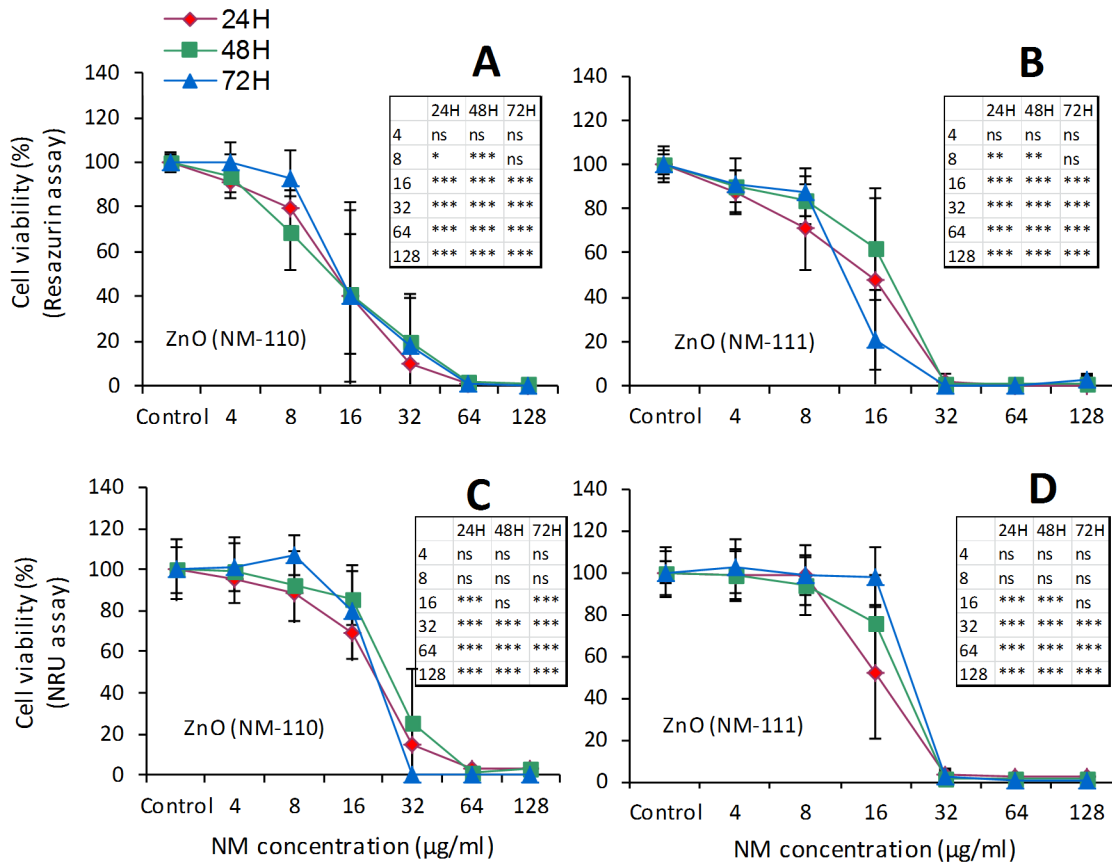 24H
48H
72H
A
B
Cell viability (%)
(Resazurin assay)
140
120
100
80
60
40
20
0
24H 48H 72H
4 ns ns ns
8 * *** ns
16 *** *** ***
32 *** *** ***
64 *** *** ***
128 *** *** ***
ZnO (NM-110)
Control 4 8 16 32 64 128
140
120
100
80
60
40
20
0
24H 48H 72H
4 ns ns ns
8 ** ** ns
16 *** *** ***
32 *** *** ***
64 *** *** ***
128 *** *** ***
ZnO (NM-111)
Control 4 8 16 32 64 128
C
D
Cell viability (%)
(NRU assay)
140
120
100
80
60
40
20
0
24H 48H 72H
4 ns ns ns
8 ns ns ns
16 *** ns ***
32 *** *** ***
64 *** *** ***
128 *** *** ***
ZnO (NM-110)
Control 4 8 16 32 64 128
NM concentration (µg/ml)
140
120
100
80
60
40
20
0
24H 48H 72H
4 ns ns ns
8 ns ns ns
16 *** *** ns
32 *** *** ***
64 *** *** ***
128 *** *** ***
ZnO (NM-111)
Control 4 8 16 32 64 128
NM concentration (µg/ml)